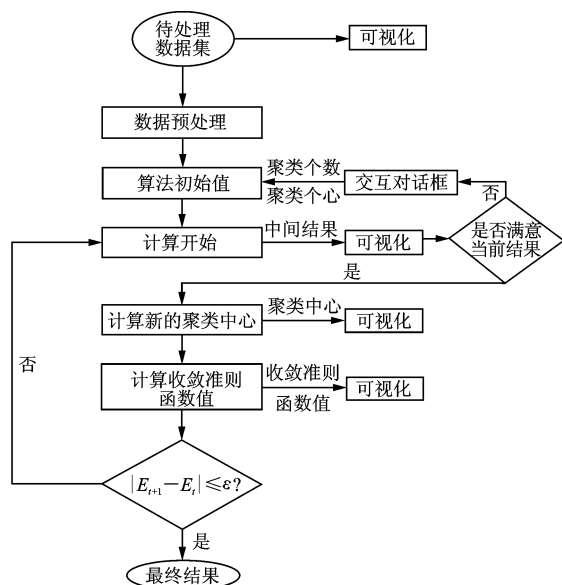 待处理
数据集
可视化
数据预处理
算法初始值
聚类个数
聚类个心
交互对话框
否
计算开始
中间结果
可视化
是否满意
当前结果
是
计算新的聚类中心
聚类中心
可视化
否
计算收敛准则
函数值
收敛准则
函数值
可视化
|Eₜ₊₁−Eₜ|≤ε?
是
最终结果